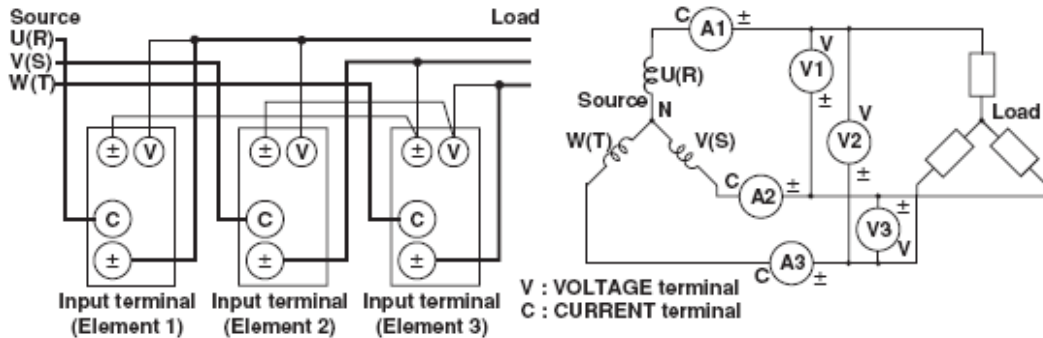 Source
Load
U(R)
V(S)
W(T)
± V
± V
± V
C
C
C
±
±
±
Input terminal
(Element 1)
Input terminal
(Element 2)
Input terminal
(Element 3)
C A1 ±
U(R)
V
V1
±
Source
N
W(T)
V(S)
V
V2
±
Load
C A2 ±
±
V3
V
C A3 ±
V : VOLTAGE terminal
C : CURRENT terminal